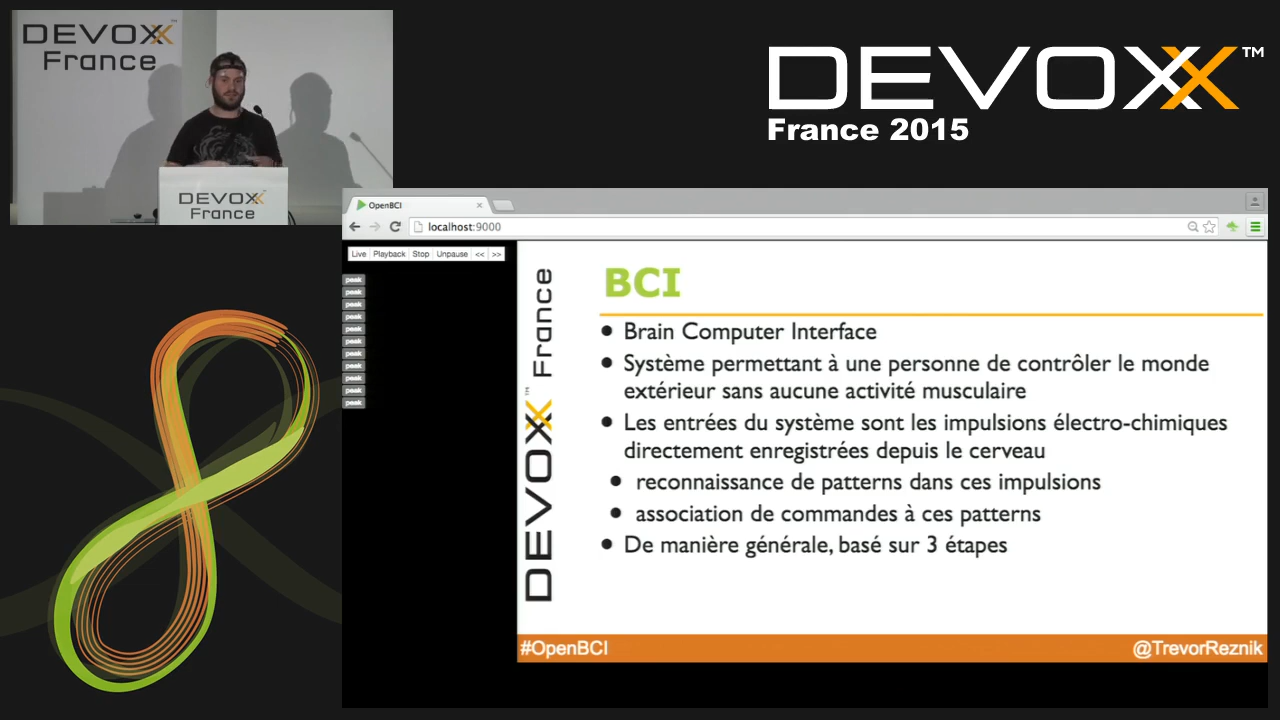 DEVOXX™
France
DEVOXX
France
DEVOXX™
France 2015
OpenBCI
localhost:9000
Live Playback Stop Unpause << >>
peak
peak
peak
peak
peak
peak
peak
peak
peak
peak
peak
DEVOXX™ France
BCI
• Brain Computer Interface
• Système permettant à une personne de contrôler le monde
extérieur sans aucune activité musculaire
• Les entrées du système sont les impulsions électro-chimiques
directement enregistrées depuis le cerveau
• reconnaissance de patterns dans ces impulsions
• association de commandes à ces patterns
• De manière générale, basé sur 3 étapes
#OpenBCI
@TrevorReznik